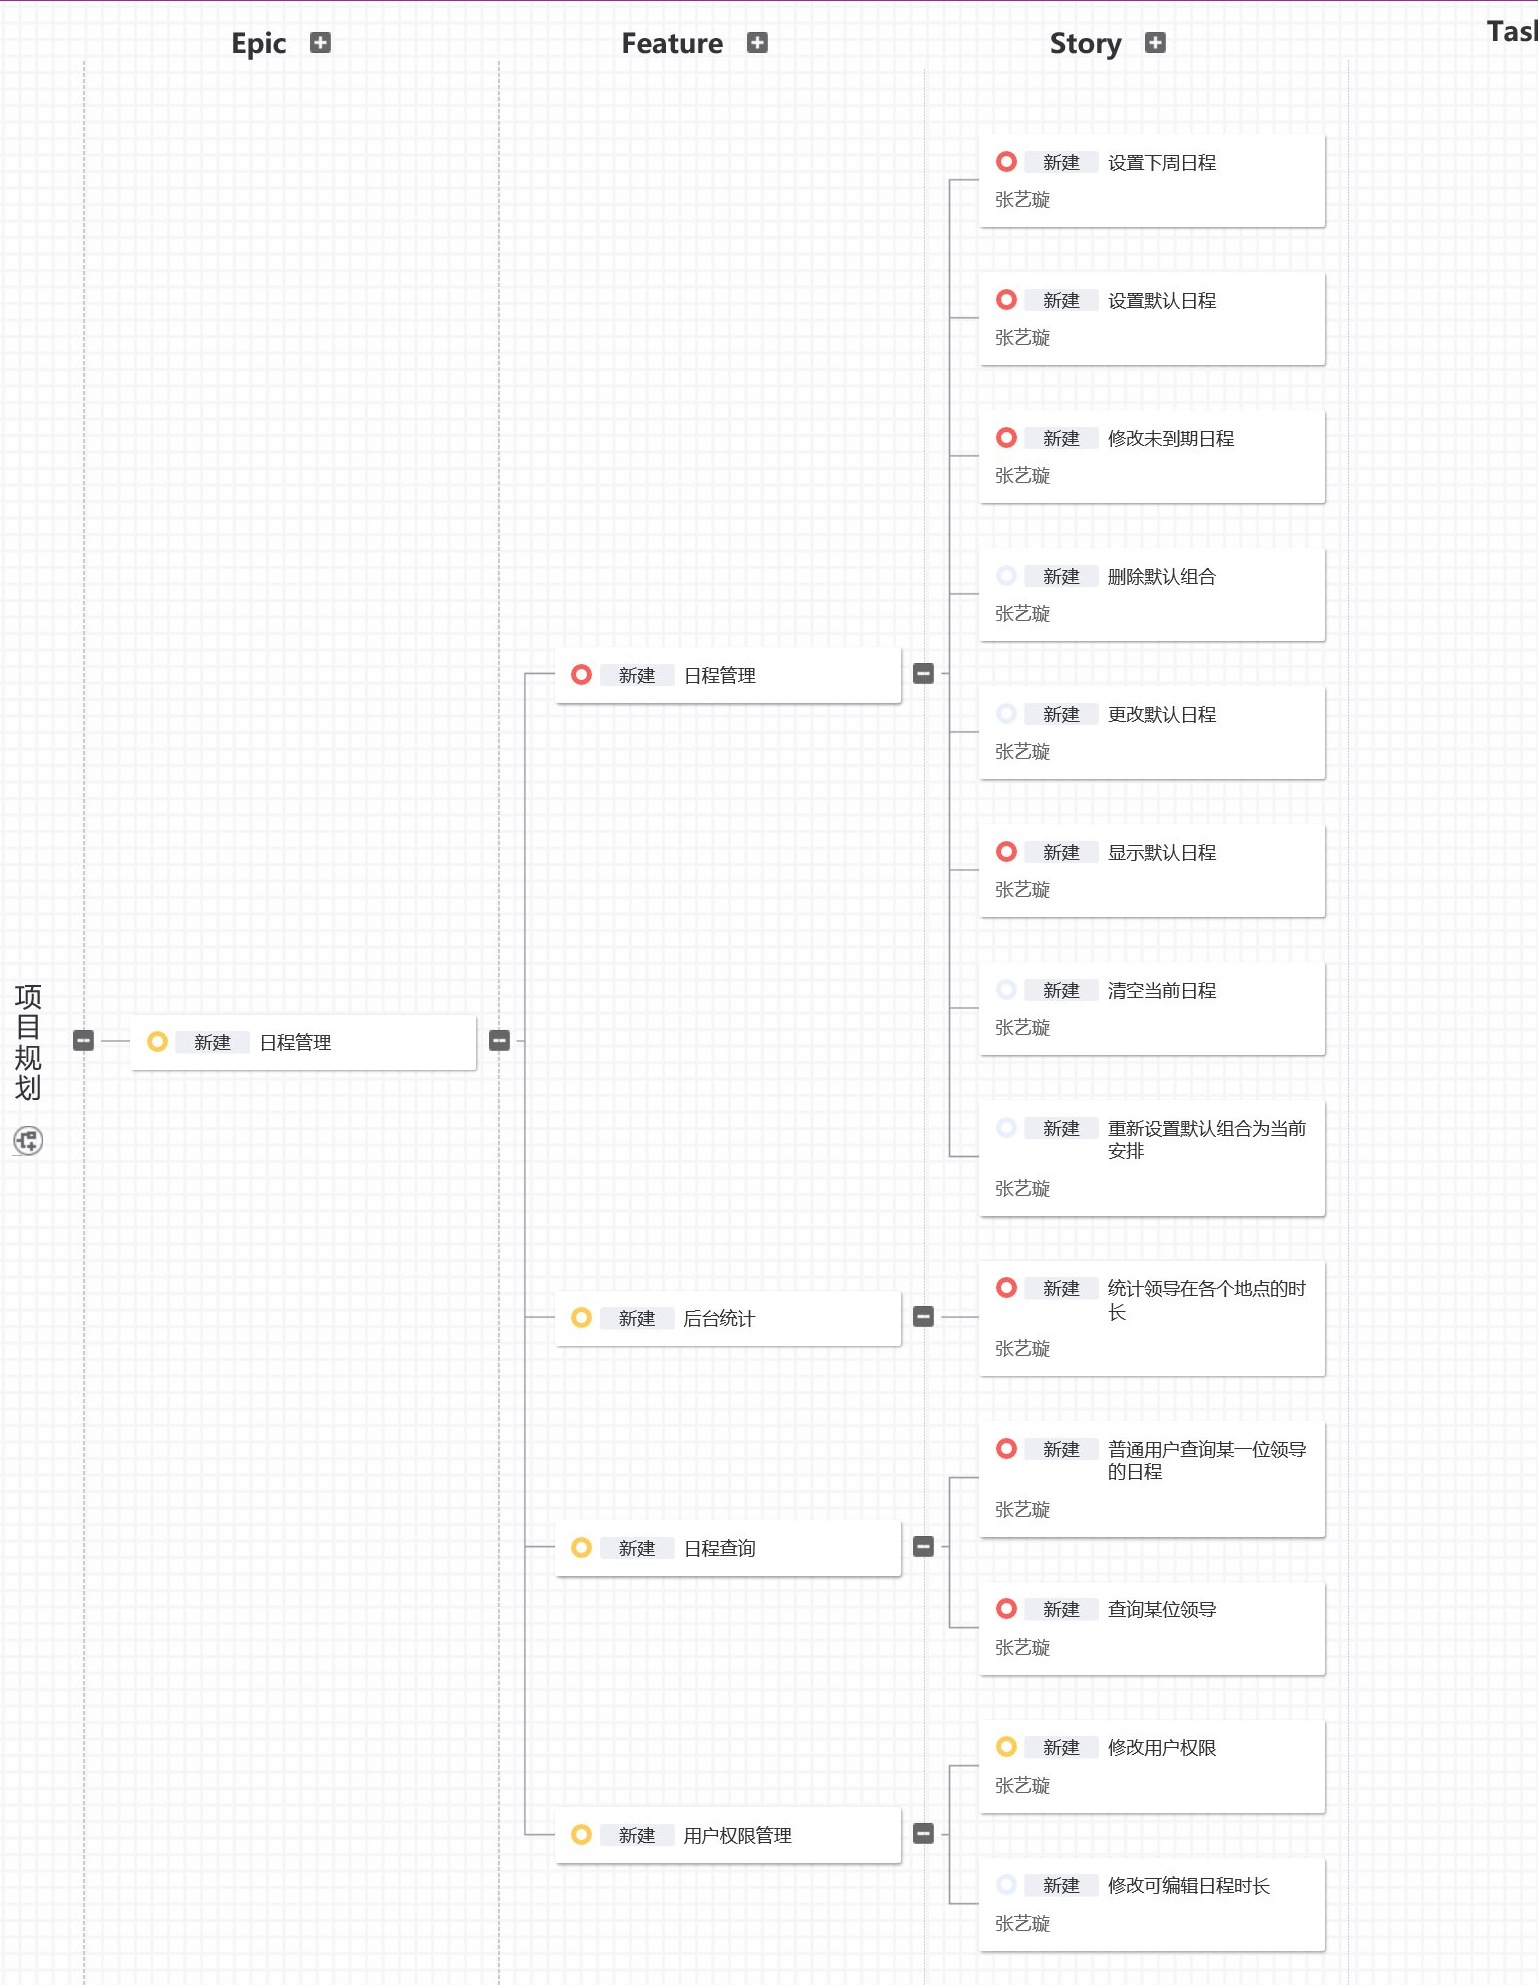 Epic
Feature
Story
项目规划
新建 日程管理
新建 日程管理
新建 设置下周日程
张艺璇
新建 设置默认日程
张艺璇
新建 修改未到期日程
张艺璇
新建 删除默认组合
张艺璇
新建 更改默认日程
张艺璇
新建 显示默认日程
张艺璇
新建 清空当前日程
张艺璇
新建 重新设置默认组合为当前
安排
张艺璇
新建 后台统计
新建 统计领导在各个地点的时
长
张艺璇
新建 日程查询
新建 普通用户查询某一位领导
的日程
张艺璇
新建 查询某位领导
张艺璇
新建 用户权限管理
新建 修改用户权限
张艺璇
新建 修改可编辑日程时长
张艺璇